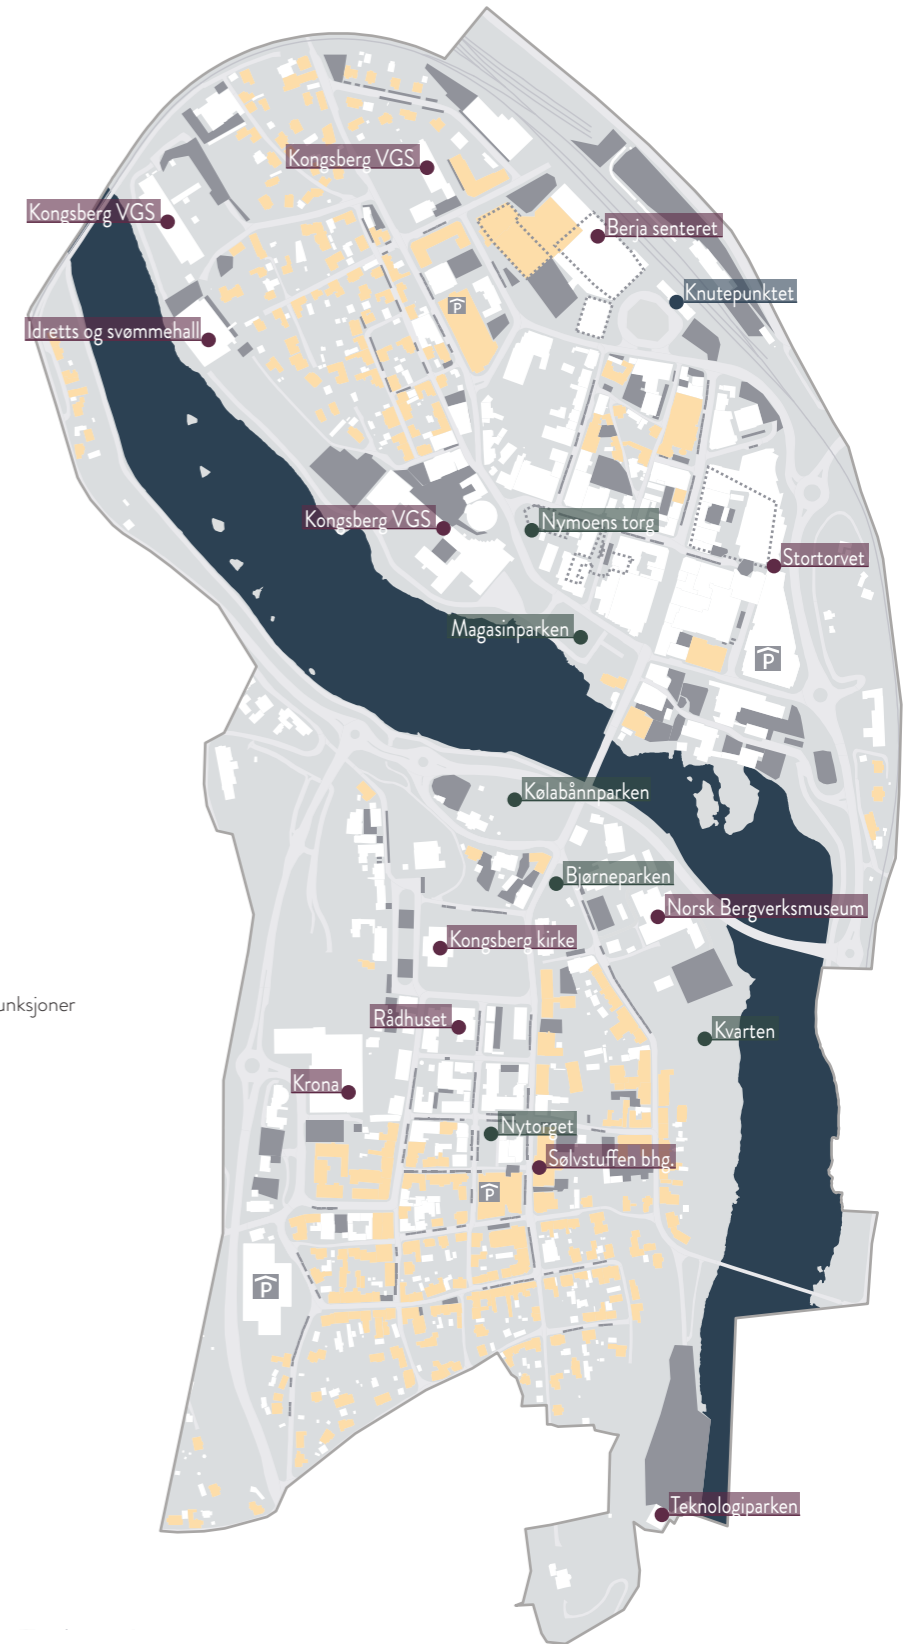 Kongsberg VGS
Kongsberg VGS
Berja senteret
Knutepunktet
P
Idretts og svømmehall
Kongsberg VGS
Nymoens torg
Stortorvet
Magasinparken
P
Kølabånnparken
Bjørneparken
Norsk Bergverksmuseum
Kongsberg kirke
unksjoner
Rådhuset
Kvarten
Krona
Nytorget
Sølvstuffen bhg.
P
P
Teknologiparken